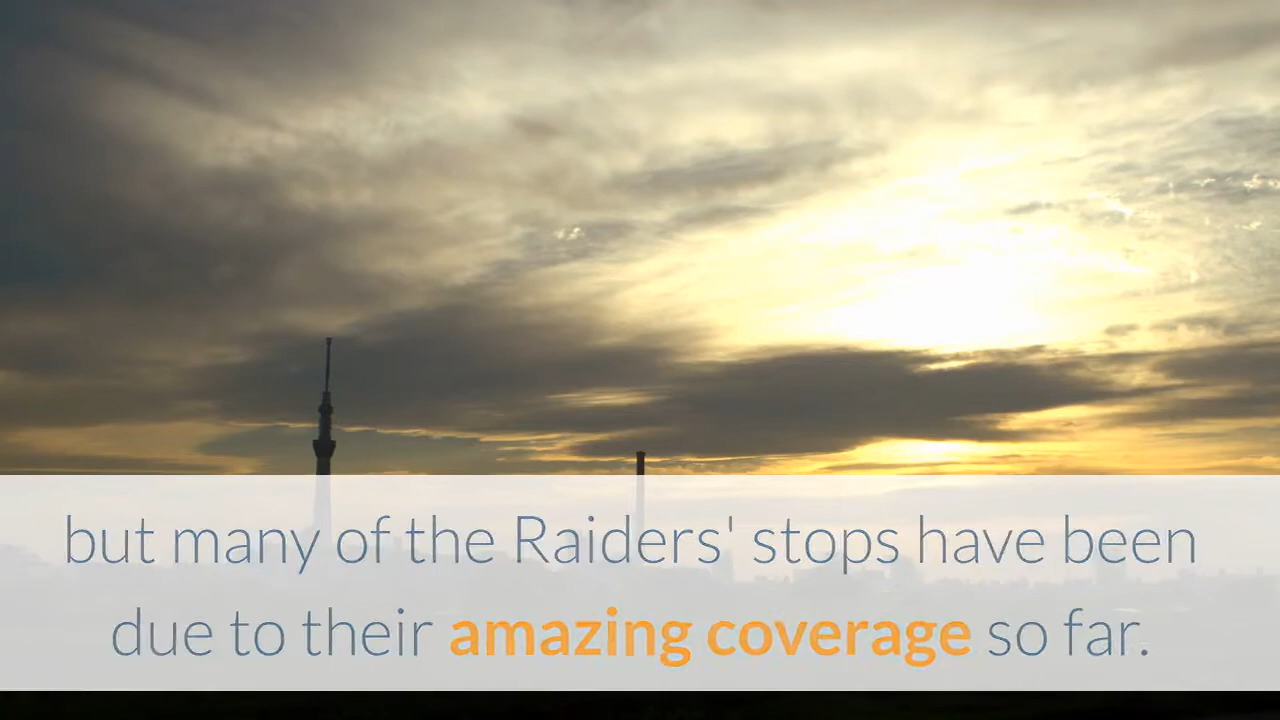 but many of the Raiders' stops have been
due to their amazing coverage so far.